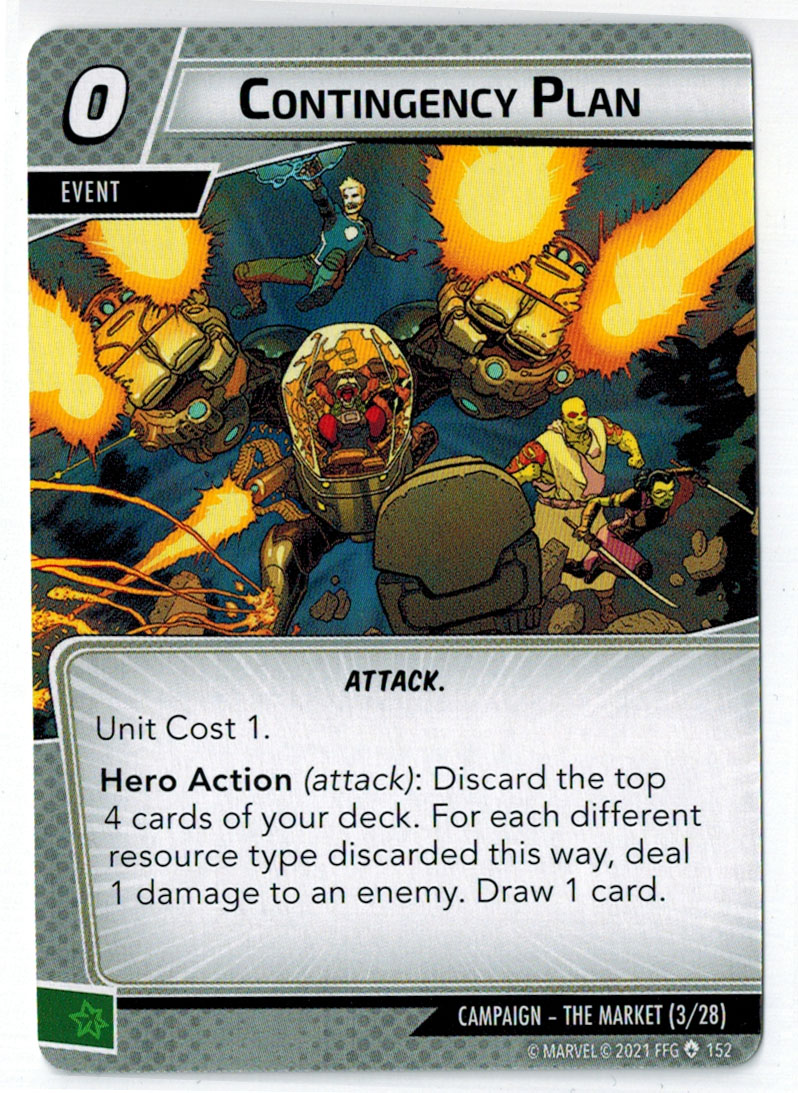 0
CONTINGENCY PLAN
EVENT
ATTACK.
Unit Cost 1.
Hero Action (attack): Discard the top
4 cards of your deck. For each different
resource type discarded this way, deal
1 damage to an enemy. Draw 1 card.
CAMPAIGN – THE MARKET (3/28)
© MARVEL © 2021 FFG 152